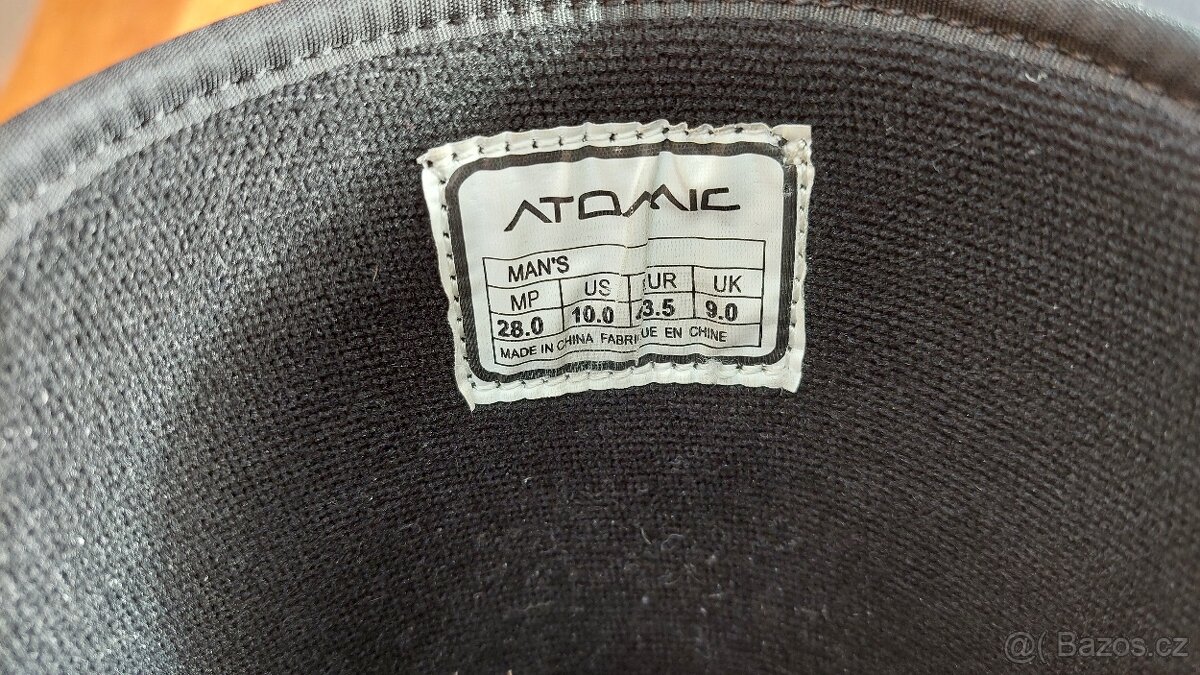 ATOMIC
MAN'S
MP US EUR UK
28.0 10.0 43.5 9.0
MADE IN CHINA FABRIQUE EN CHINE
@( Bazos.cz